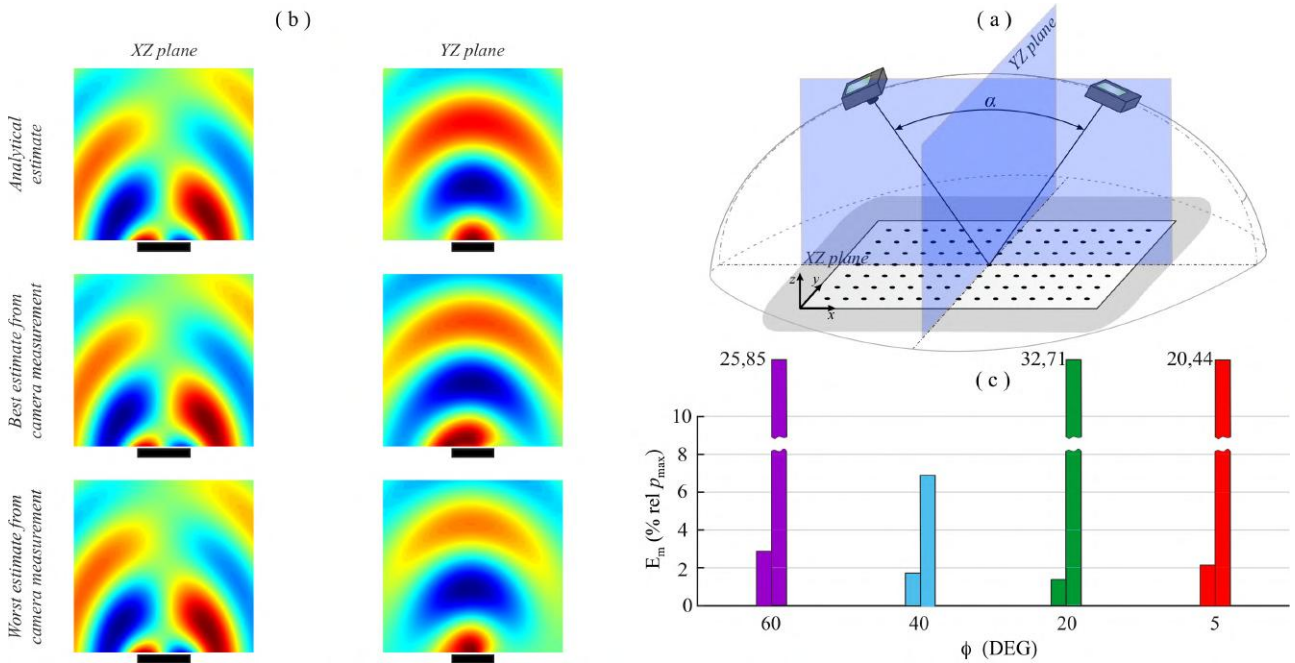 ( b )
XZ plane
YZ plane
Analytical
estimate
Best estimate from
camera measurement
Worst estimate from
camera measurement
( a )
YZ plane
α
XZ plane
z
y
x
( c )
25,85
32,71
20,44
E_m (% rel p_max)
10
8
6
4
2
0
60
40
20
5
ϕ (DEG)